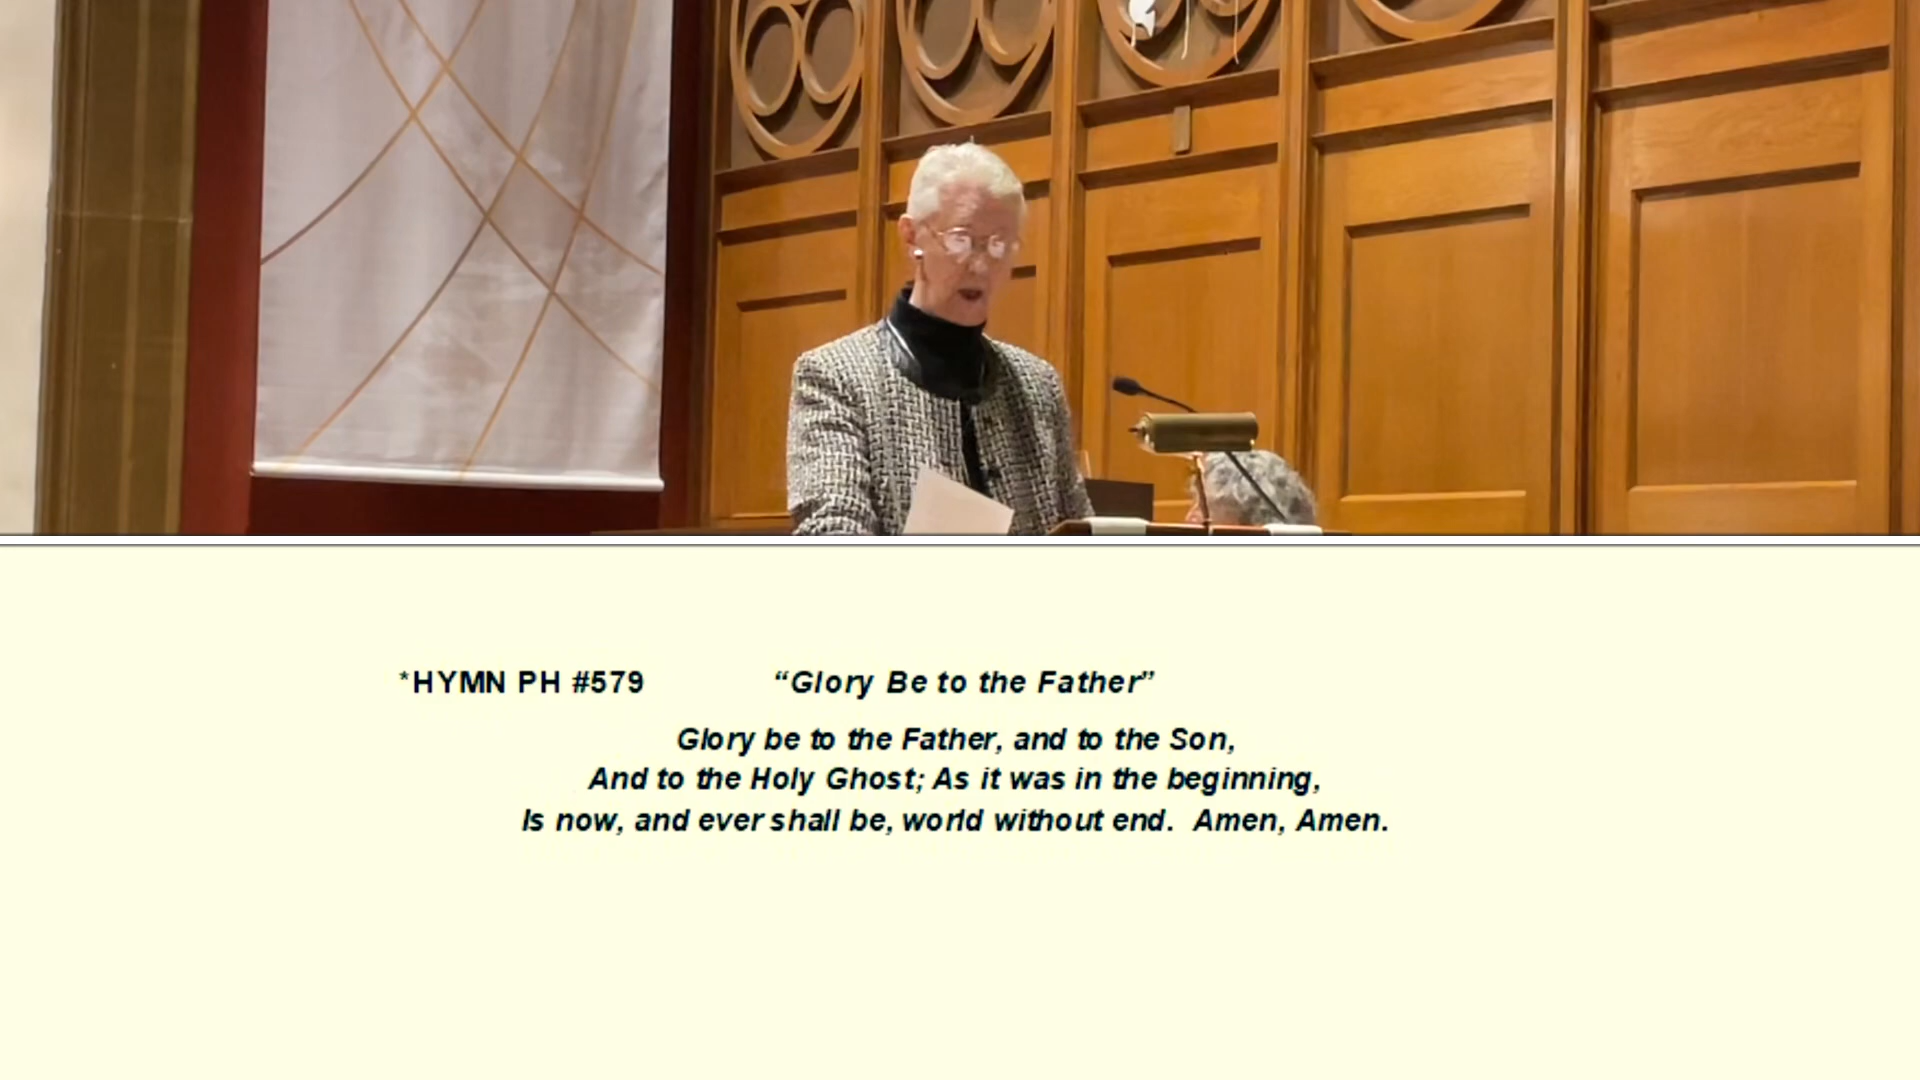 *HYMN PH #579 “Glory Be to the Father”
Glory be to the Father, and to the Son,
And to the Holy Ghost; As it was in the beginning,
Is now, and ever shall be, world without end. Amen, Amen.